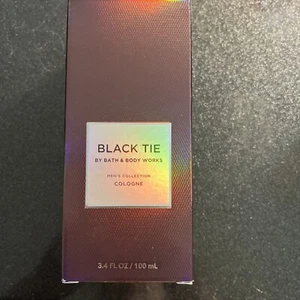 BLACK TIE
BY BATH & BODY WORKS
MEN'S COLLECTION
COLOGNE
3.4 FL OZ / 100 mL